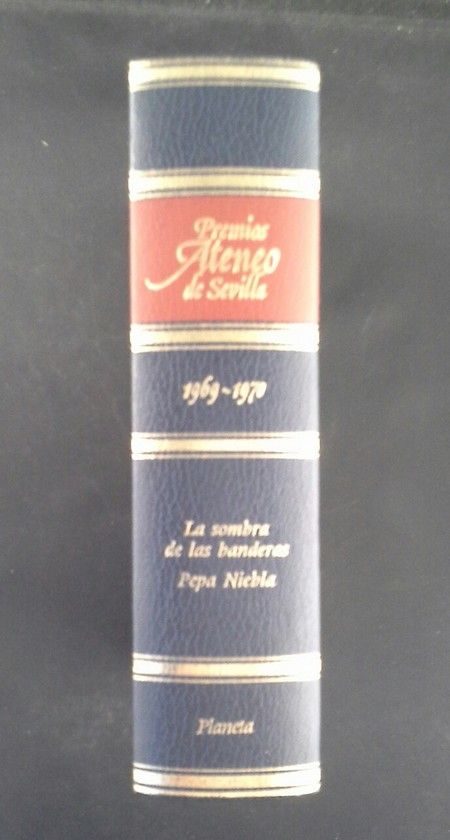 Premios
Ateneo
de Sevilla
1969-1970
La sombra
de las banderas
Pepa Niebla
Planeta